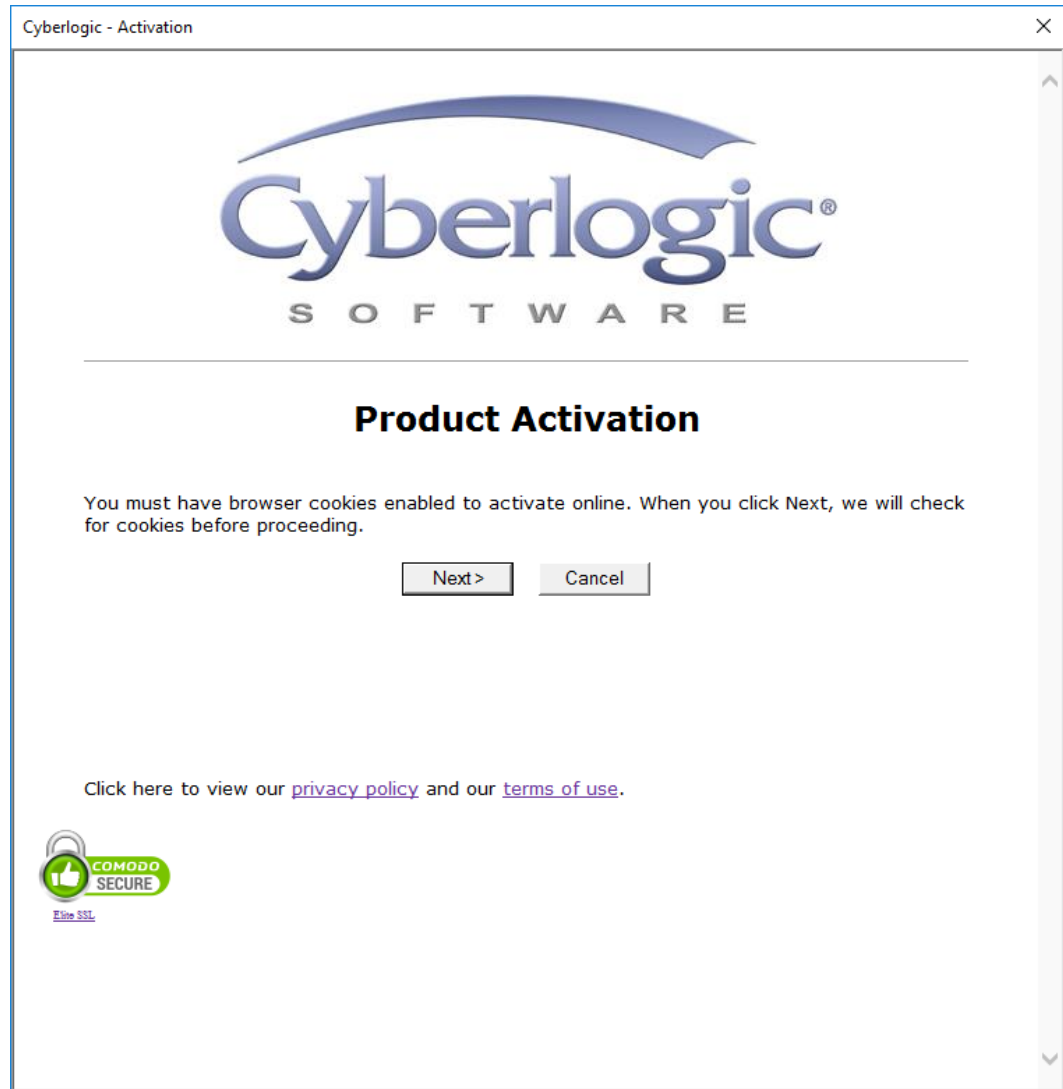 Cyberlogic - Activation
Cyberlogic®
SOFTWARE
Product Activation
You must have browser cookies enabled to activate online. When you click Next, we will check
for cookies before proceeding.
Next> Cancel
Click here to view our privacy policy and our terms of use.
COMODO
SECURE
Elite SSL